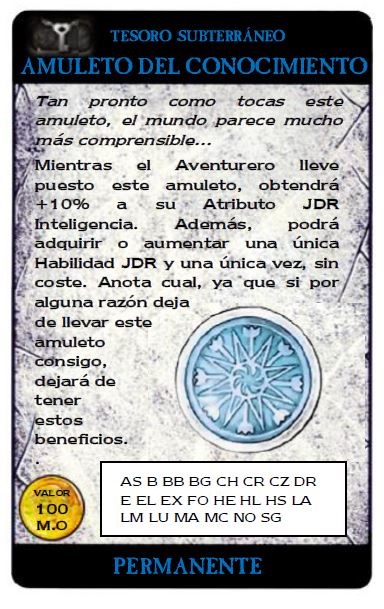 TESORO SUBTERRÁNEO
AMULETO DEL CONOCIMIENTO
Tan pronto como tocas este
amuleto, el mundo parece mucho
más comprensible...
Mientras el Aventurero lleve
puesto este amuleto, obtendrá
+10% a su Atributo JDR
Inteligencia. Además, podrá
adquirir o aumentar una única
Habilidad JDR y una única vez, sin
coste. Anota cual, ya que si por
alguna razón deja
de llevar este
amuleto
consigo,
dejará de
tener
estos
beneficios.
.
VALOR
100
M.O
AS B BB BG CH CR CZ DR
E EL EX FO HE HL HS LA
LM LU MA MC NO SG
PERMANENTE